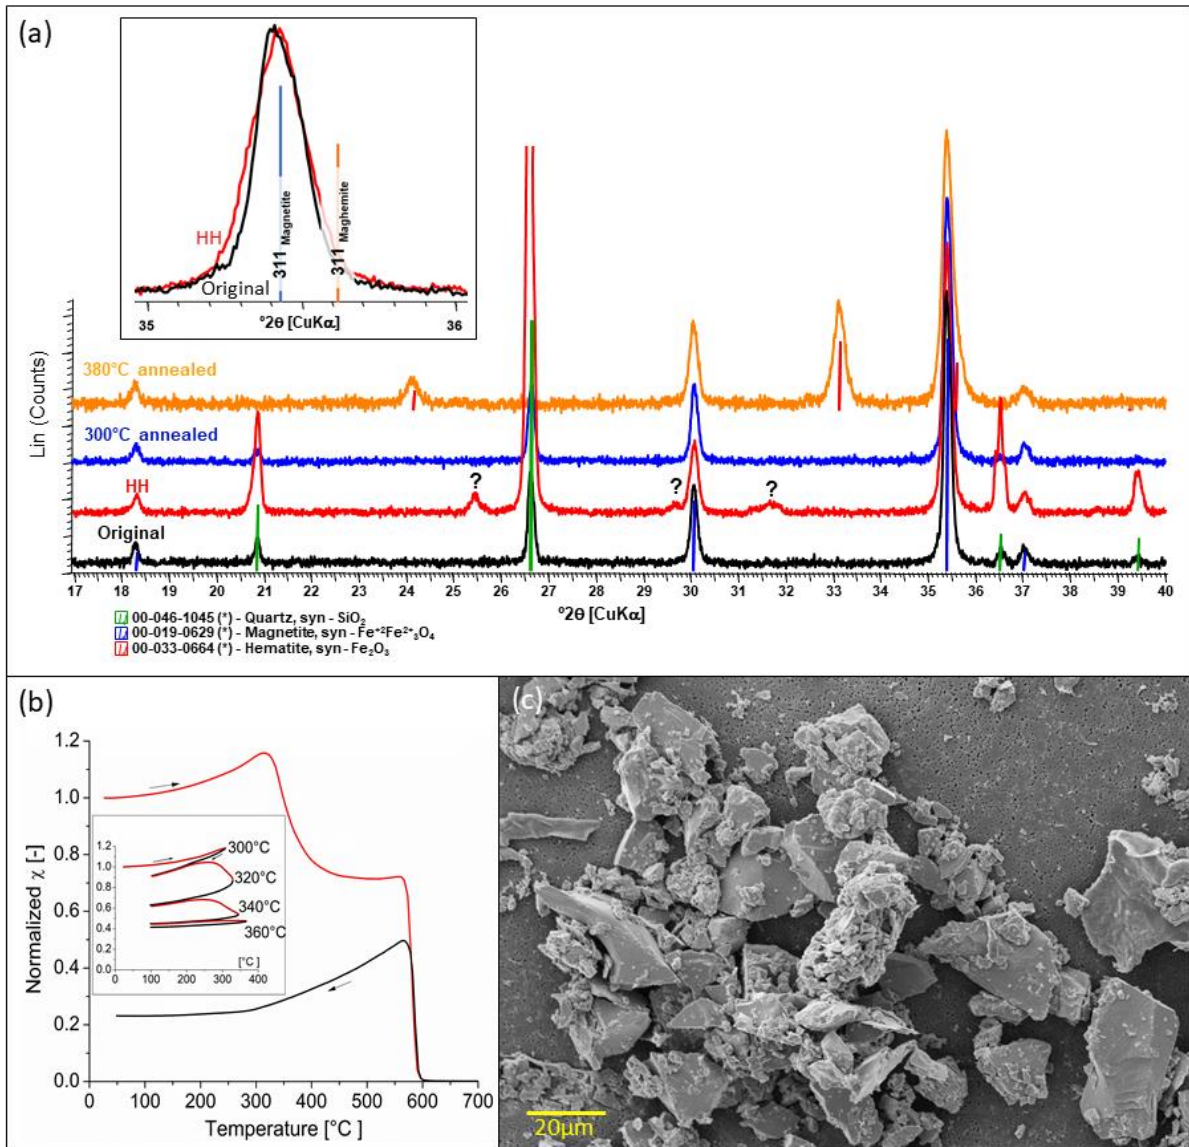 (a)
HH
Original
311 Magnetite
311 Maghemite
35
36
°2θ [CuKα]
Lin (Counts)
380°C annealed
300°C annealed
HH
Original
?
?
?
17 18 19 20 21 22 23 24 25 26 27 28 29 30 31 32 33 34 35 36 37 38 39 40
°2θ [CuKα]
00-046-1045 (*) - Quartz, syn - SiO₂
00-019-0629 (*) - Magnetite, syn - Fe⁺²Fe²⁺₃O₄
00-033-0664 (*) - Hematite, syn - Fe₂O₃
(b)
Normalized χ [-]
1.2
1.0
0.8
0.6
0.4
0.2
0.0
0 100 200 300 400 500 600 700
Temperature [°C ]
1.2
1.0
0.8
0.6
0.4
0.2
0.0
300°C
320°C
340°C
360°C
[°C ]
0 100 200 300 400
(c)
20µm